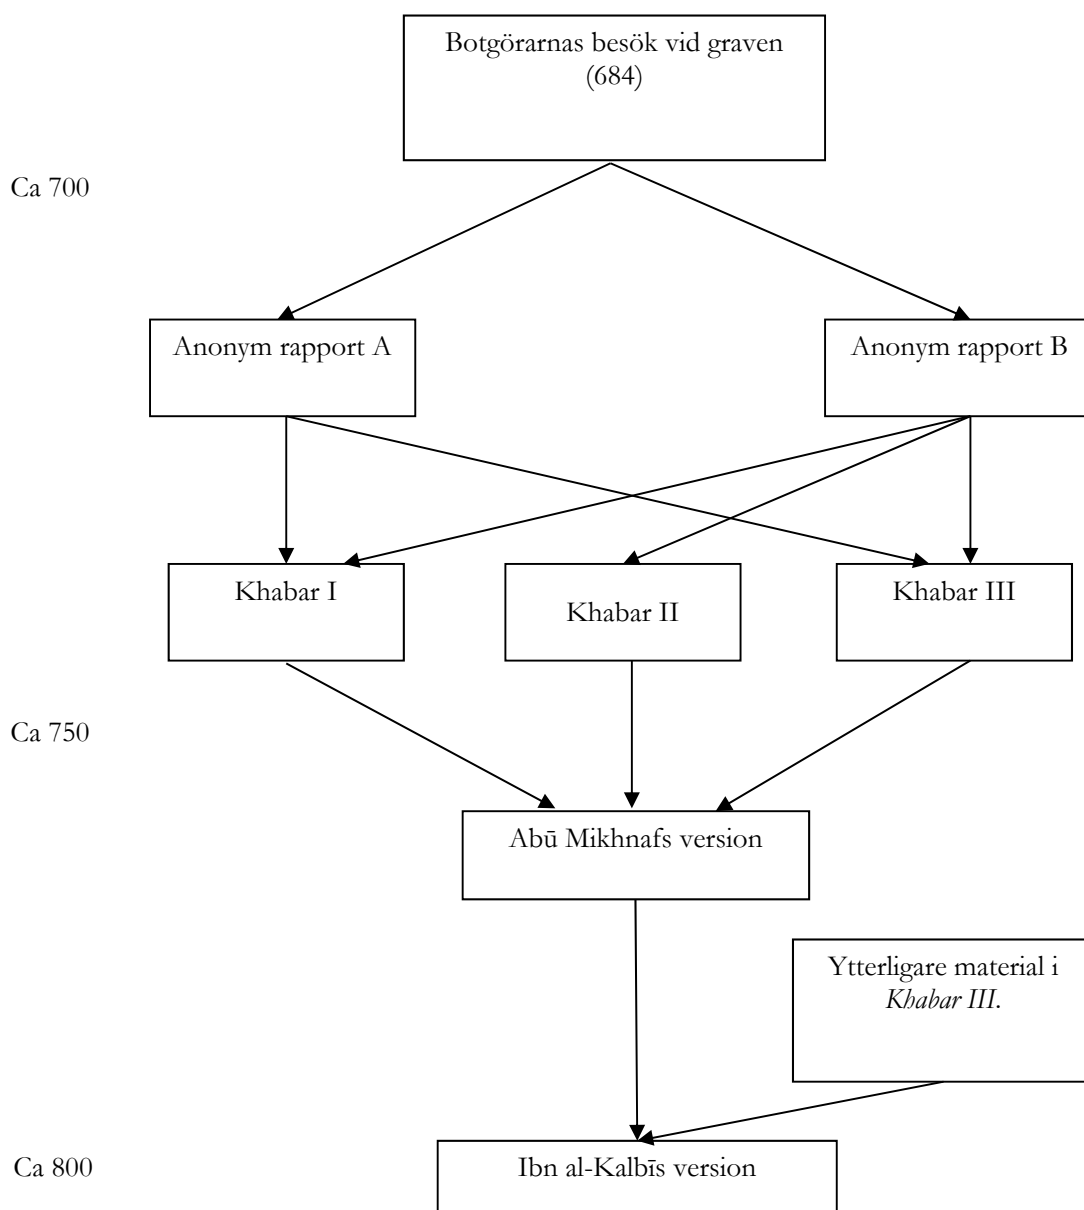 Botgörarnas besök vid graven
(684)
Ca 700
Anonym rapport A
Anonym rapport B
Khabar I
Khabar II
Khabar III
Ca 750
Abū Mikhnafs version
Ytterligare material i
Khabar III.
Ca 800
Ibn al-Kalbīs version